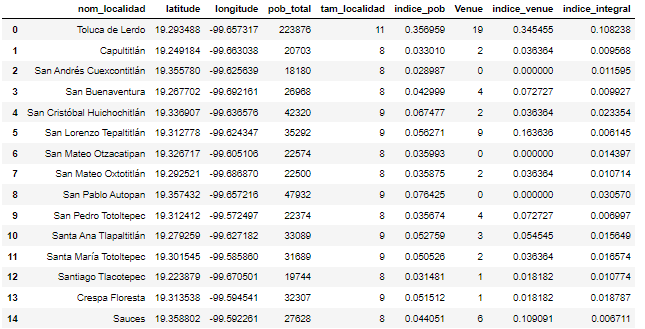 nom_localidad latitude longitude pob_total tam_localidad indice_pob Venue indice_venue indice_integral
0 Toluca de Lerdo 19.293488 -99.657317 223876 11 0.356959 19 0.345455 0.108238
1 Capultitlán 19.249184 -99.663038 20703 8 0.033010 2 0.036364 0.009568
2 San Andrés Cuexcontitlán 19.355780 -99.625639 18180 8 0.028987 0 0.000000 0.011595
3 San Buenaventura 19.267702 -99.692161 26968 8 0.042999 4 0.072727 0.009927
4 San Cristóbal Huichochitlán 19.336907 -99.636576 42320 9 0.067477 2 0.036364 0.023354
5 San Lorenzo Tepaltitlán 19.312778 -99.624347 35292 9 0.056271 9 0.163636 0.006145
6 San Mateo Otzacatipan 19.326717 -99.605106 22574 8 0.035993 0 0.000000 0.014397
7 San Mateo Oxtotitlán 19.292521 -99.686870 22500 8 0.035875 2 0.036364 0.010714
8 San Pablo Autopan 19.357432 -99.657216 47932 9 0.076425 0 0.000000 0.030570
9 San Pedro Totoltepec 19.312412 -99.572497 22374 8 0.035674 4 0.072727 0.006997
10 Santa Ana Tlapaltitlán 19.279259 -99.627182 33089 9 0.052759 3 0.054545 0.015649
11 Santa María Totoltepec 19.301545 -99.585860 31689 9 0.050526 2 0.036364 0.016574
12 Santiago Tlacotepec 19.223879 -99.670501 19744 8 0.031481 1 0.018182 0.010774
13 Crespa Floresta 19.313538 -99.594541 32307 9 0.051512 1 0.018182 0.018787
14 Sauces 19.358802 -99.592261 27628 8 0.044051 6 0.109091 0.006711